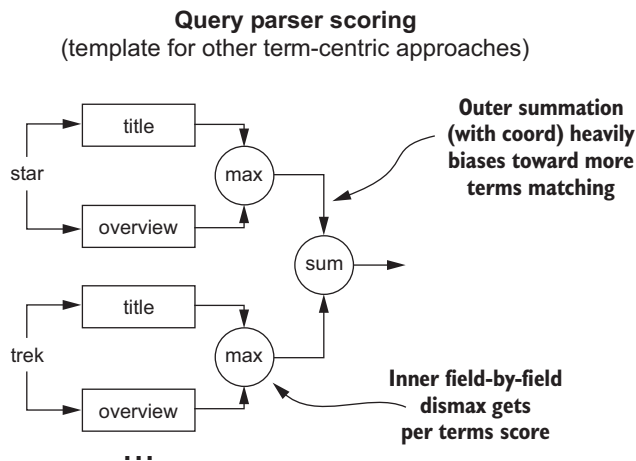 Query parser scoring
(template for other term-centric approaches)
title
star
max
overview
Outer summation
(with coord) heavily
biases toward more
terms matching
sum
title
trek
max
overview
Inner field-by-field
dismax gets
per terms score
...